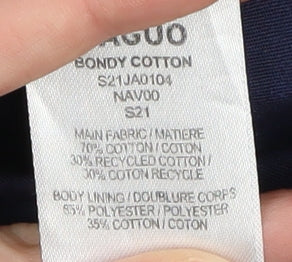 AGUO
BONDY COTTON
S21JA0104
NAV00
S21
MAIN FABRIC / MATIERE
70% COTTON / COTON
30% RECYCLED COTTON /
30% COTON RECYCLE
BODY LINING / DOUBLURE CORPS
65% POLYESTER / POLYESTER
35% COTTON / COTON